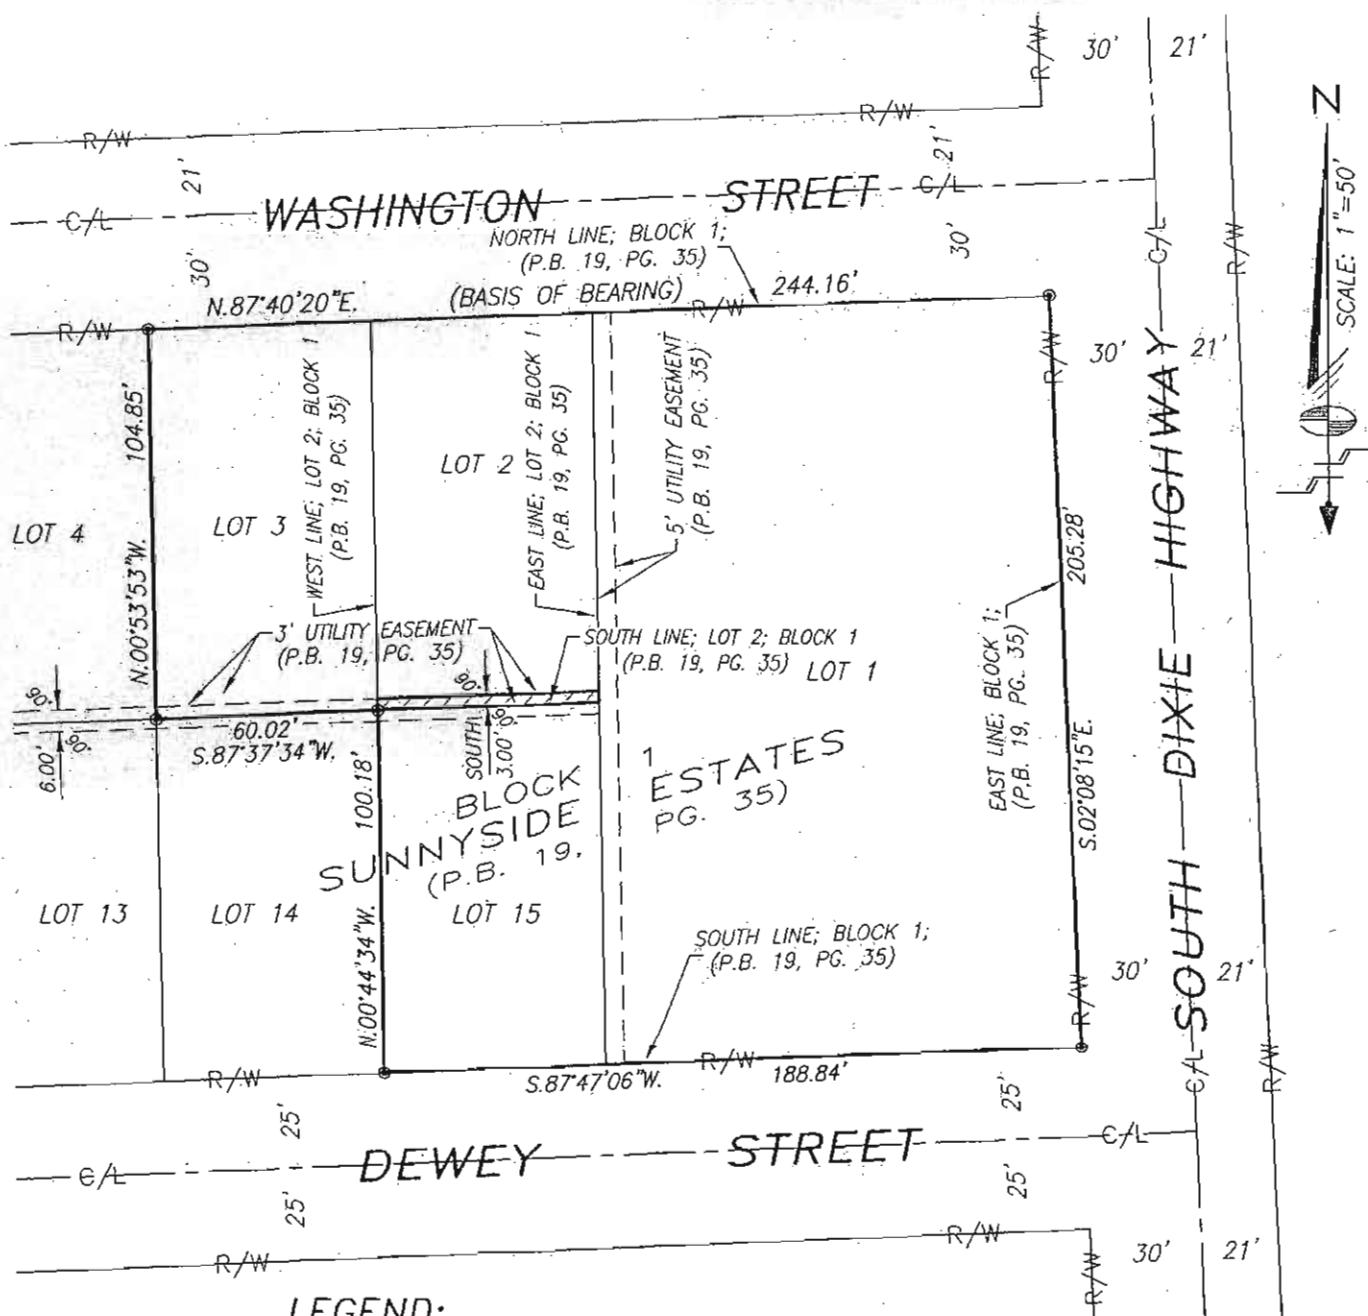 R/W
30'
21'
R/W
R/W
21'
21'
C/L
WASHINGTON STREET
C/L
C/L
R/W
Z
SCALE: 1"=50'
NORTH LINE; BLOCK 1;
(P.B. 19, PG. 35)
30'
30'
N.87°40'20"E.
(BASIS OF BEARING)
R/W
244.16'
R/W
R/W
30'
21'
N.00°53'53"W.
104.85'
WEST LINE; LOT 2; BLOCK 1
(P.B. 19, PG. 35)
LOT 2
EAST LINE; LOT 2; BLOCK 1
(P.B. 19, PG. 35)
5' UTILITY EASEMENT
(P.B. 19, PG. 35)
LOT 4
LOT 3
205.28'
SOUTH DIXIE HIGHWAY
3' UTILITY EASEMENT
(P.B. 19, PG. 35)
SOUTH LINE; LOT 2; BLOCK 1
(P.B. 19, PG. 35)
LOT 1
EAST LINE; BLOCK 1;
(P.B. 19, PG. 35)
S.02°08'15"E.
90°
90°
6.00'
90°
90°
60.02'
S.87°37'34"W.
SOUTH
3.00'
100.18'
N.00°44'34"W.
BLOCK 1
SUNNYSIDE ESTATES
(P.B. 19, PG. 35)
LOT 13
LOT 14
LOT 15
SOUTH LINE; BLOCK 1;
(P.B. 19, PG. 35)
R/W
30'
21'
R/W
R/W
S.87°47'06"W.
188.84'
C/L
R/W
25'
25'
C/L
DEWEY STREET
C/L
25'
25'
R/W
R/W
R/W
30'
21'
LEGEND: